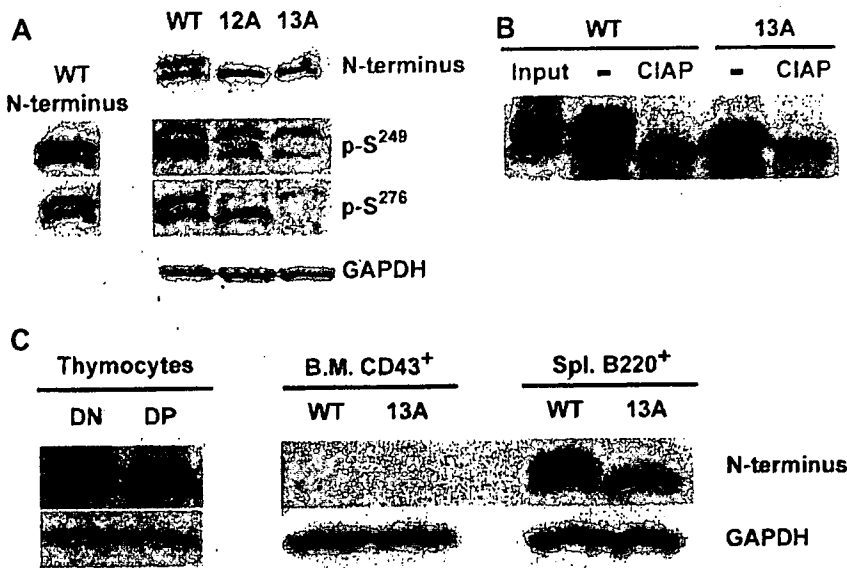 A
WT 12A 13A
N-terminus
WT
N-terminus
p-S249
p-S276
GAPDH
B
WT 13A
Input - CIAP - CIAP
C
Thymocytes B.M. CD43+ Spl. B220+
DN DP WT 13A WT 13A
N-terminus
GAPDH